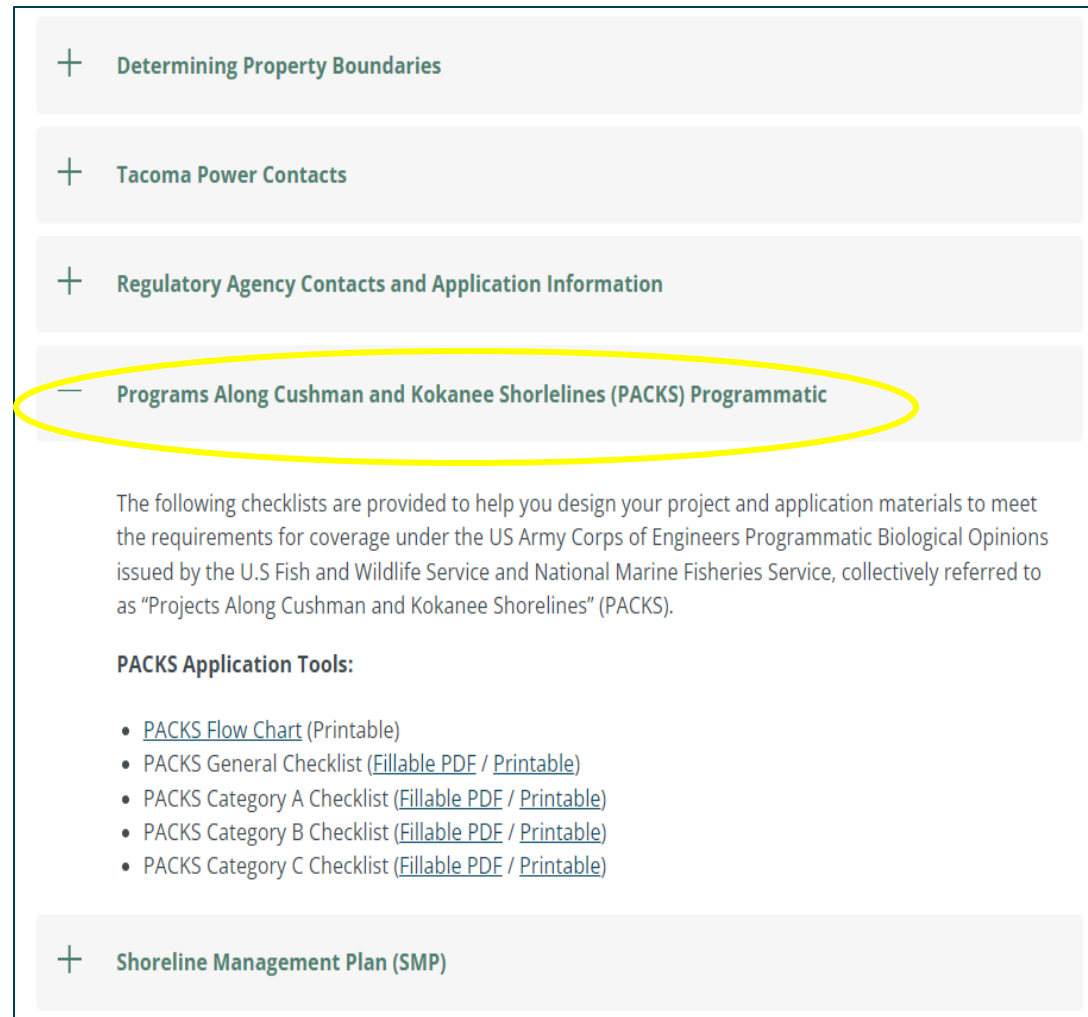 Determining Property Boundaries
Tacoma Power Contacts
Regulatory Agency Contacts and Application Information
Programs Along Cushman and Kokanee Shorlelines (PACKS) Programmatic
The following checklists are provided to help you design your project and application materials to meet
the requirements for coverage under the US Army Corps of Engineers Programmatic Biological Opinions
issued by the U.S Fish and Wildlife Service and National Marine Fisheries Service, collectively referred to
as “Projects Along Cushman and Kokanee Shorelines” (PACKS).
PACKS Application Tools:
• PACKS Flow Chart (Printable)
• PACKS General Checklist (Fillable PDF / Printable)
• PACKS Category A Checklist (Fillable PDF / Printable)
• PACKS Category B Checklist (Fillable PDF / Printable)
• PACKS Category C Checklist (Fillable PDF / Printable)
Shoreline Management Plan (SMP)